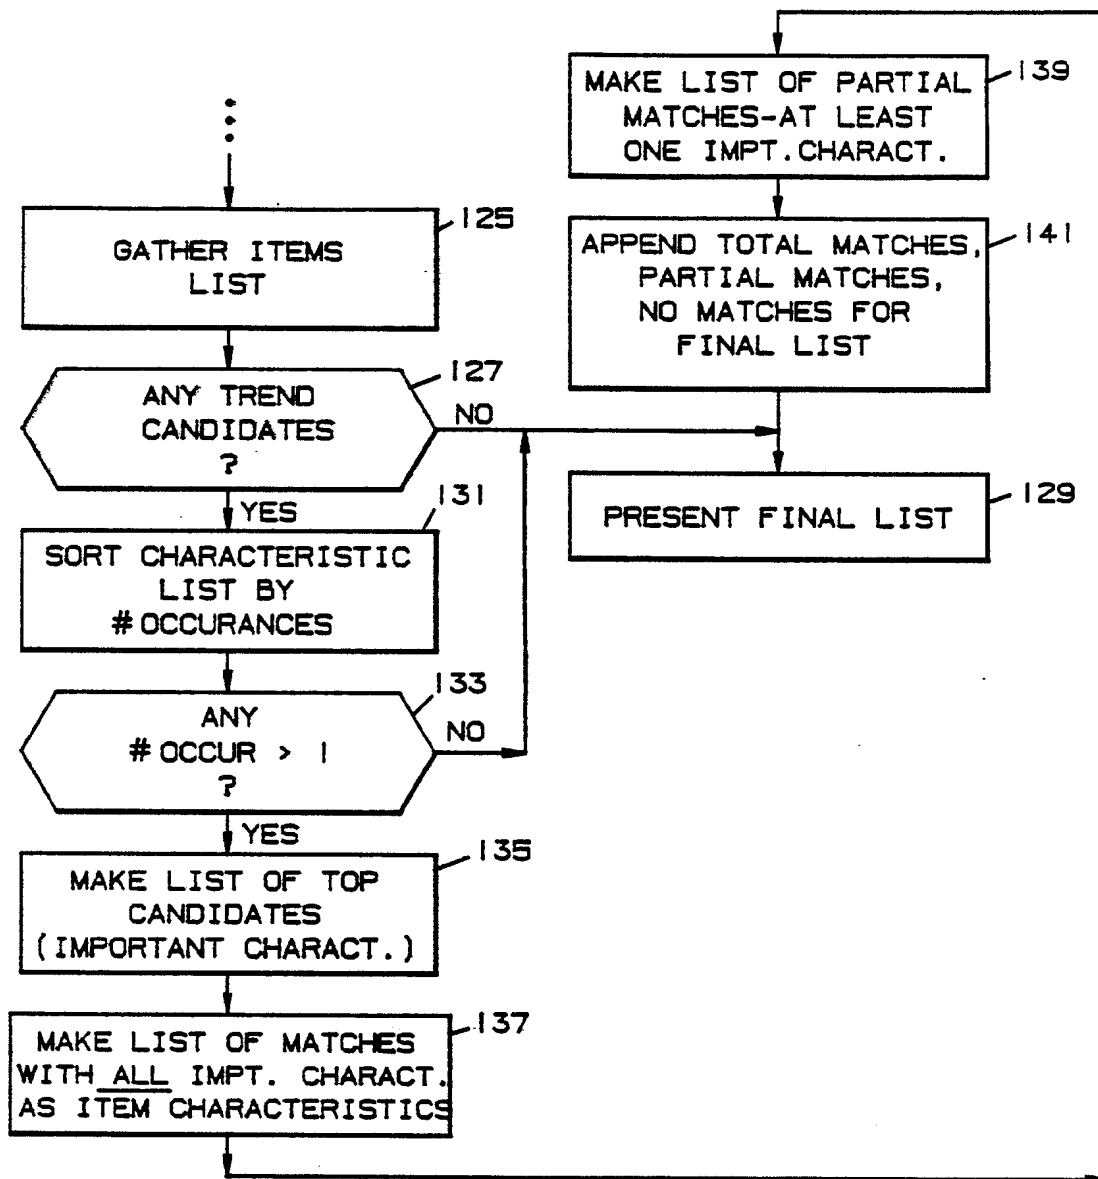 125
GATHER ITEMS
LIST
127
ANY TREND
CANDIDATES
?
NO
YES
131
SORT CHARACTERISTIC
LIST BY
# OCCURANCES
133
ANY
# OCCUR > 1
?
NO
YES
135
MAKE LIST OF TOP
CANDIDATES
(IMPORTANT CHARACT.)
137
MAKE LIST OF MATCHES
WITH ALL IMPT. CHARACT.
AS ITEM CHARACTERISTICS
139
MAKE LIST OF PARTIAL
MATCHES-AT LEAST
ONE IMPT.CHARACT.
141
APPEND TOTAL MATCHES,
PARTIAL MATCHES,
NO MATCHES FOR
FINAL LIST
129
PRESENT FINAL LIST